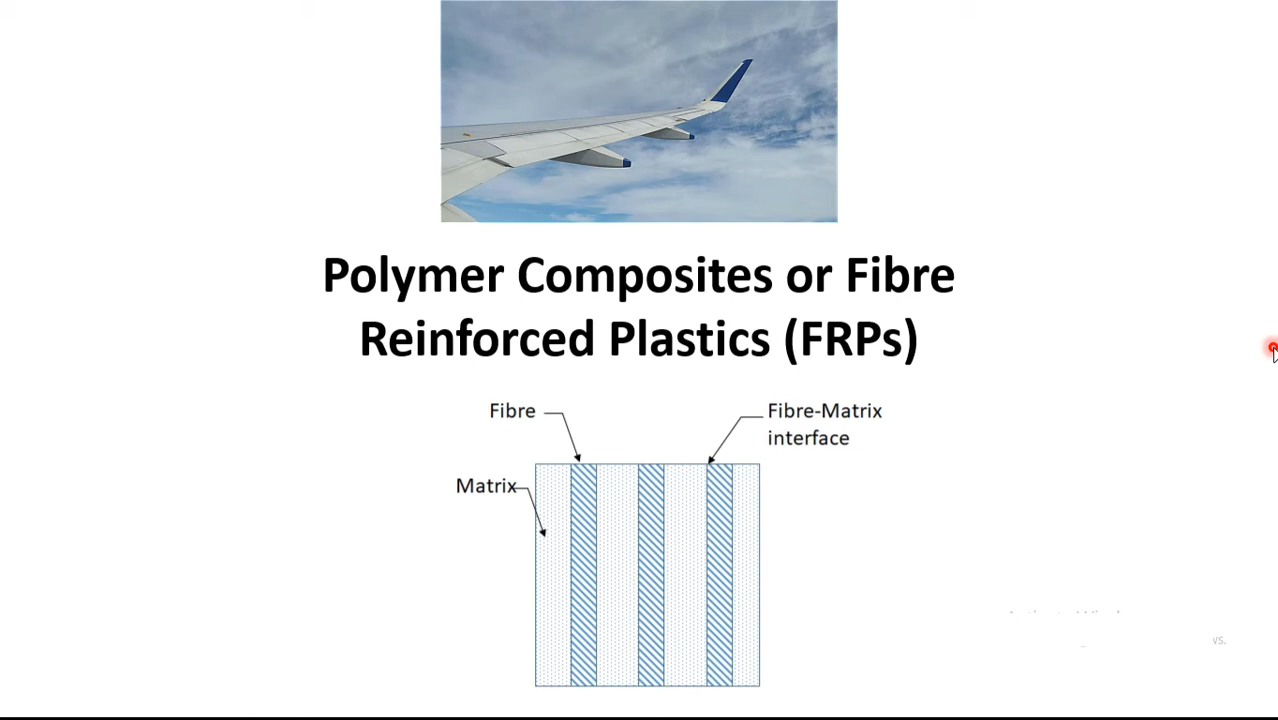 Polymer Composites or Fibre
Reinforced Plastics (FRPs)
Fibre
Fibre-Matrix
interface
Matrix